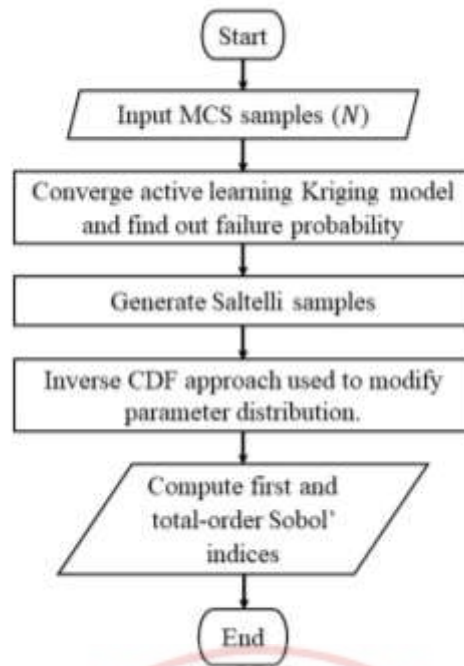 Start
Input MCS samples (N)
Converge active learning Kriging model
and find out failure probability
Generate Saltelli samples
Inverse CDF approach used to modify
parameter distribution.
Compute first and
total-order Sobol’
indices
End